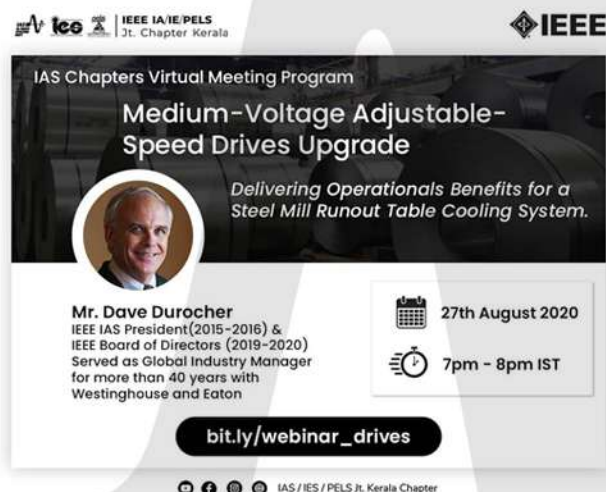 ies
IEEE IA/IE/PELS
Jt. Chapter Kerala
IEEE
IAS Chapters Virtual Meeting Program
Medium-Voltage Adjustable-
Speed Drives Upgrade
Delivering Operationals Benefits for a
Steel Mill Runout Table Cooling System.
Mr. Dave Durocher
IEEE IAS President(2015-2016) &
IEEE Board of Directors (2019-2020)
Served as Global Industry Manager
for more than 40 years with
Westinghouse and Eaton
27th August 2020
7pm - 8pm IST
bit.ly/webinar_drives
IAS / IES / PELS Jt. Kerala Chapter